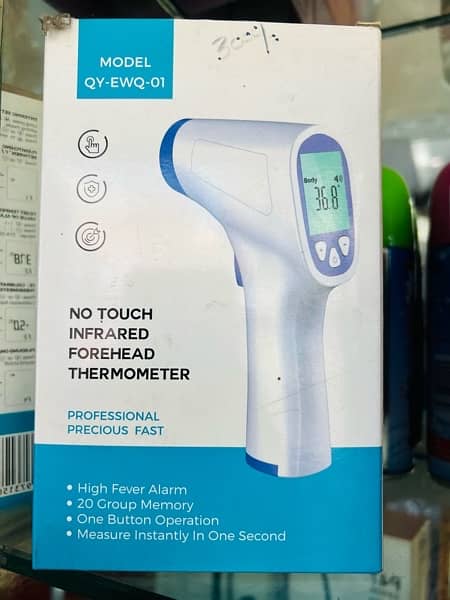 MODEL
QY-EWQ-01
Body
36.8°
NO TOUCH
INFRARED
FOREHEAD
THERMOMETER
PROFESSIONAL
PRECIOUS FAST
• High Fever Alarm
• 20 Group Memory
• One Button Operation
• Measure Instantly In One Second